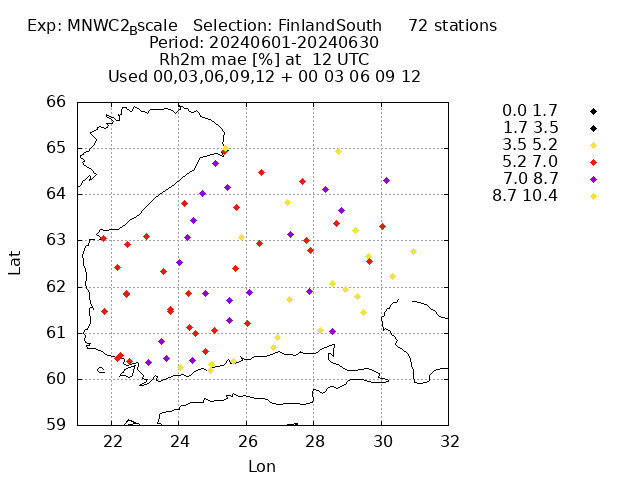 Exp: MNWC2_Bscale   Selection: FinlandSouth     72 stations
Period: 20240601-20240630
Rh2m mae [%] at  12 UTC
Used 00,03,06,09,12 + 00 03 06 09 12
0.0 1.7
1.7 3.5
3.5 5.2
5.2 7.0
7.0 8.7
8.7 10.4
66
65
64
63
62
61
60
59
Lat
22 24 26 28 30 32
Lon